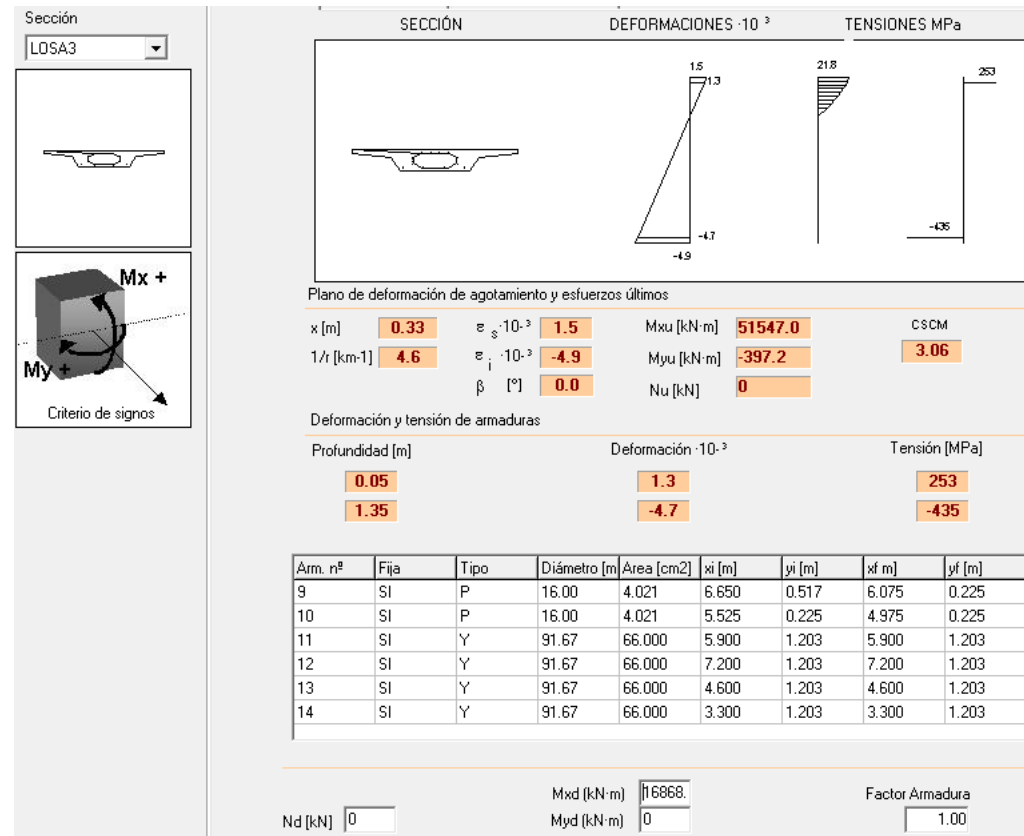 Sección
LOSA3
Mx +
My +
Criterio de signos
SECCIÓN DEFORMACIONES ·10 ³ TENSIONES MPa
1.5
1.3
-4.7
-4.9
21.8
253
-435
Plano de deformación de agotamiento y esfuerzos últimos
x [m] 0.33 ε s ·10- ³ 1.5 Mxu [kN·m] 51547.0 CSCM
1/r [km-1] 4.6 ε i ·10- ³ -4.9 Myu [kN·m] -397.2 3.06
β [º] 0.0 Nu [kN] 0
Deformación y tensión de armaduras
Profundidad [m] Deformación ·10- ³ Tensión [MPa]
0.05 1.3 253
1.35 -4.7 -435
Arm. nº Fija Tipo Diámetro [m Area [cm2] xi [m] yi [m] xf m] yf [m]
9 SI P 16.00 4.021 6.650 0.517 6.075 0.225
10 SI P 16.00 4.021 5.525 0.225 4.975 0.225
11 SI Y 91.67 66.000 5.900 1.203 5.900 1.203
12 SI Y 91.67 66.000 7.200 1.203 7.200 1.203
13 SI Y 91.67 66.000 4.600 1.203 4.600 1.203
14 SI Y 91.67 66.000 3.300 1.203 3.300 1.203
Mxd (kN·m) 16868. Factor Armadura
Nd [kN] 0 Myd (kN·m) 0 1.00